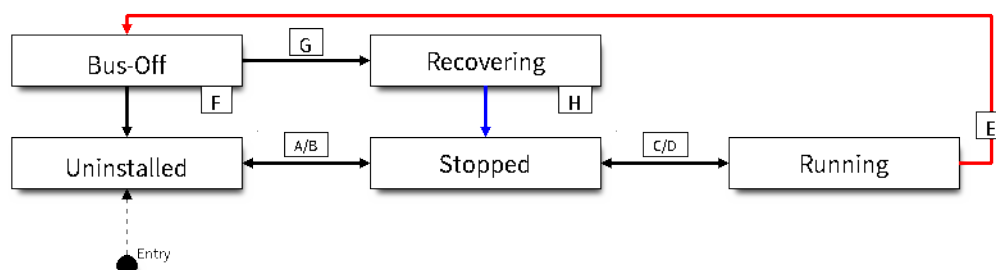 G
Bus-Off
Recovering
F
H
E
A/B
C/D
Uninstalled
Stopped
Running
Entry